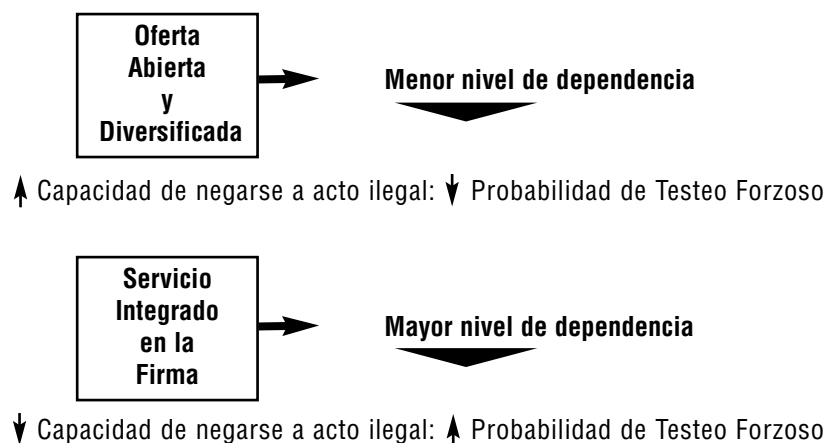 Oferta
Abierta
y
Diversificada
Menor nivel de dependencia
Capacidad de negarse a acto ilegal: Probabilidad de Testeo Forzoso
Servicio
Integrado
en la
Firma
Mayor nivel de dependencia
Capacidad de negarse a acto ilegal: Probabilidad de Testeo Forzoso